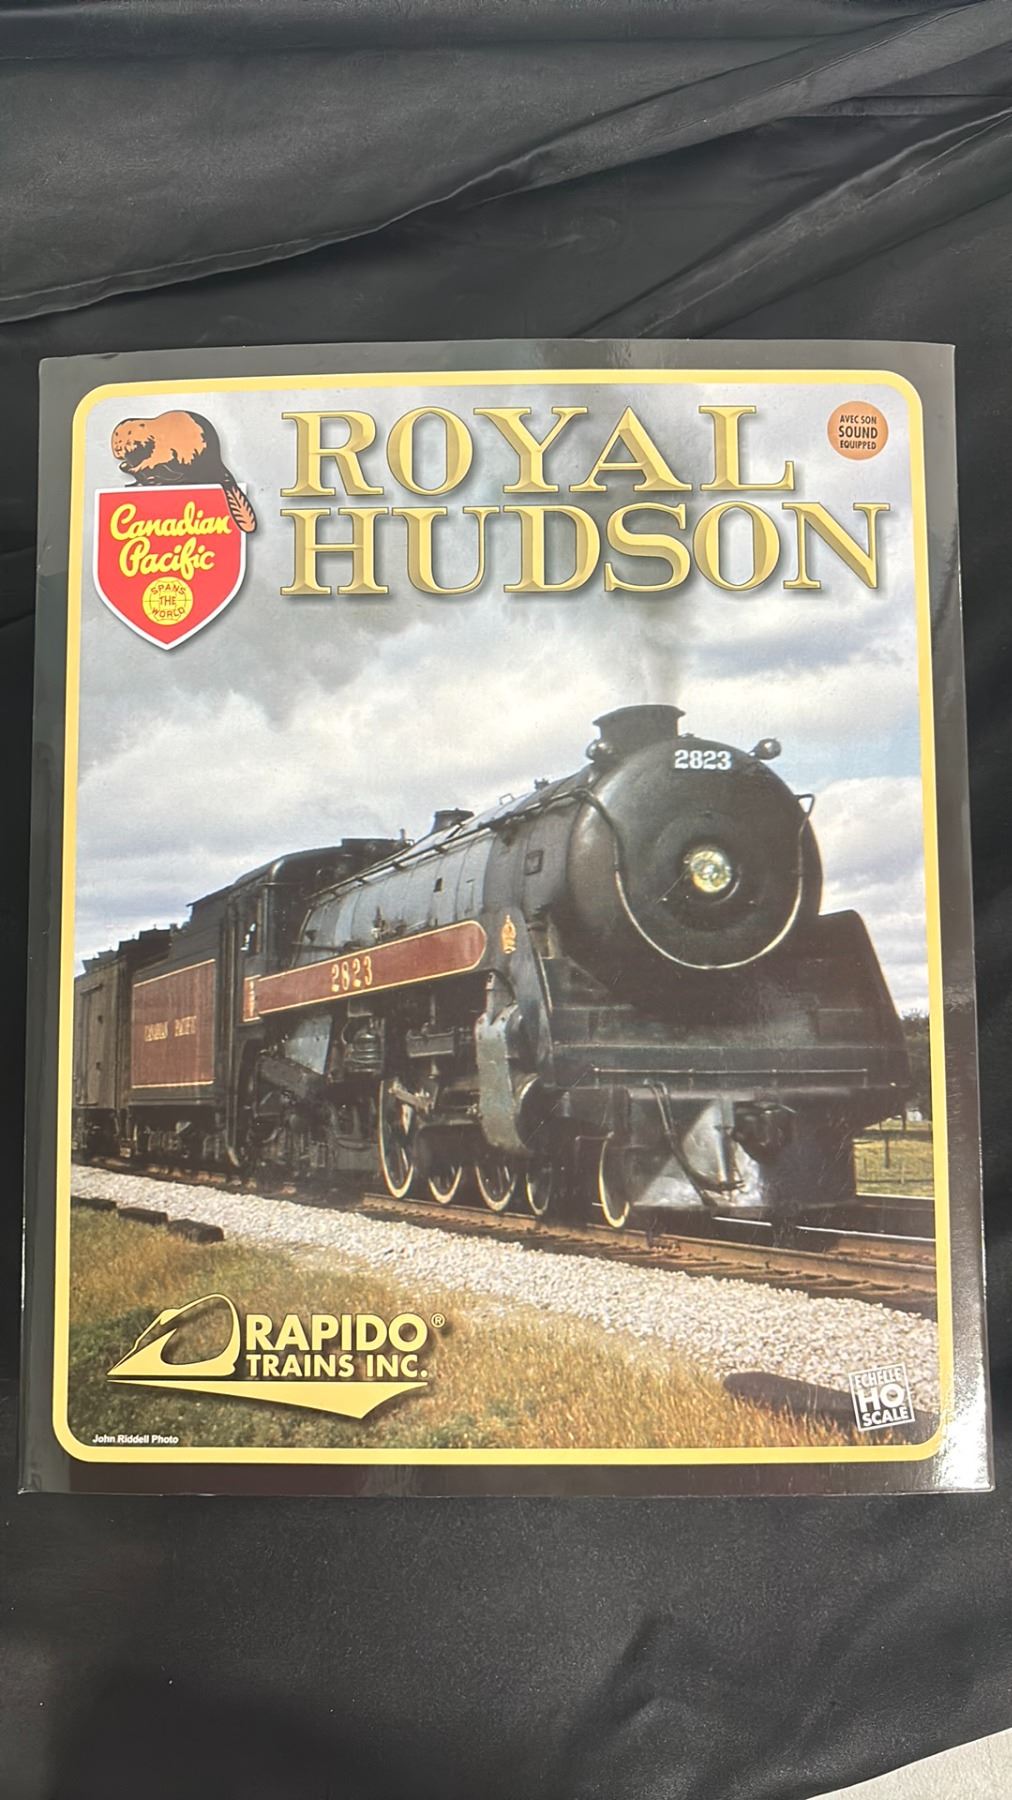 ROYAL
HUDSON
AVEC SON
SOUND
EQUIPPED
Canadian
Pacific
SPANS
THE
WORLD
2823
2823
CANADIAN PACIFIC
RAPIDO®
TRAINS INC.
ECHELLE
HO
SCALE
John Riddell Photo